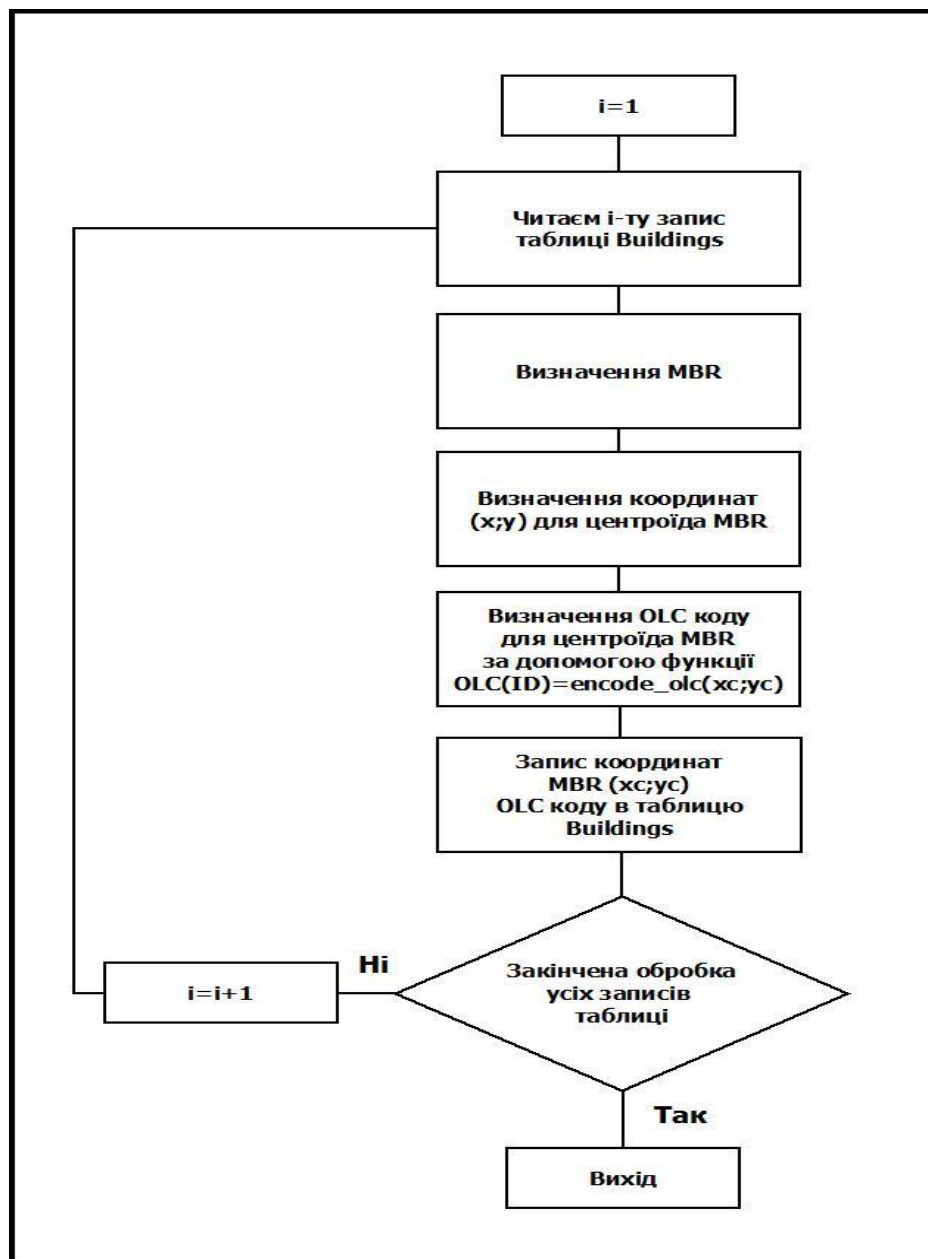 i=1
Читаєм і-ту запис
таблиці Buildings
Визначення MBR
Визначення координат
(x;y) для центроїда MBR
Визначення OLC коду
для центроїда MBR
за допомогою функції
OLC(ID)=encode_olc(xc;yc)
Запис координат
MBR (xc;yc)
OLC коду в таблицю
Buildings
Закінчена обробка
усіх записів
таблиці
Ні
i=i+1
Так
Вихід